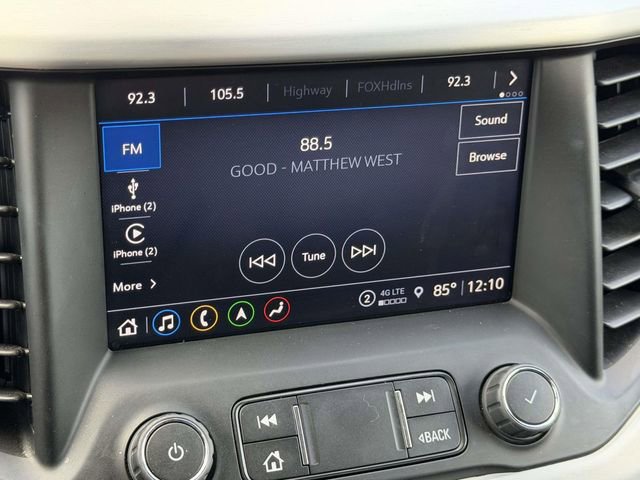 92.3 105.5 Highway FOXHdlns 92.3
FM
88.5
Sound
GOOD - MATTHEW WEST
Browse
iPhone (2)
iPhone (2)
Tune
More
2 4G LTE 85° 12:10
BACK